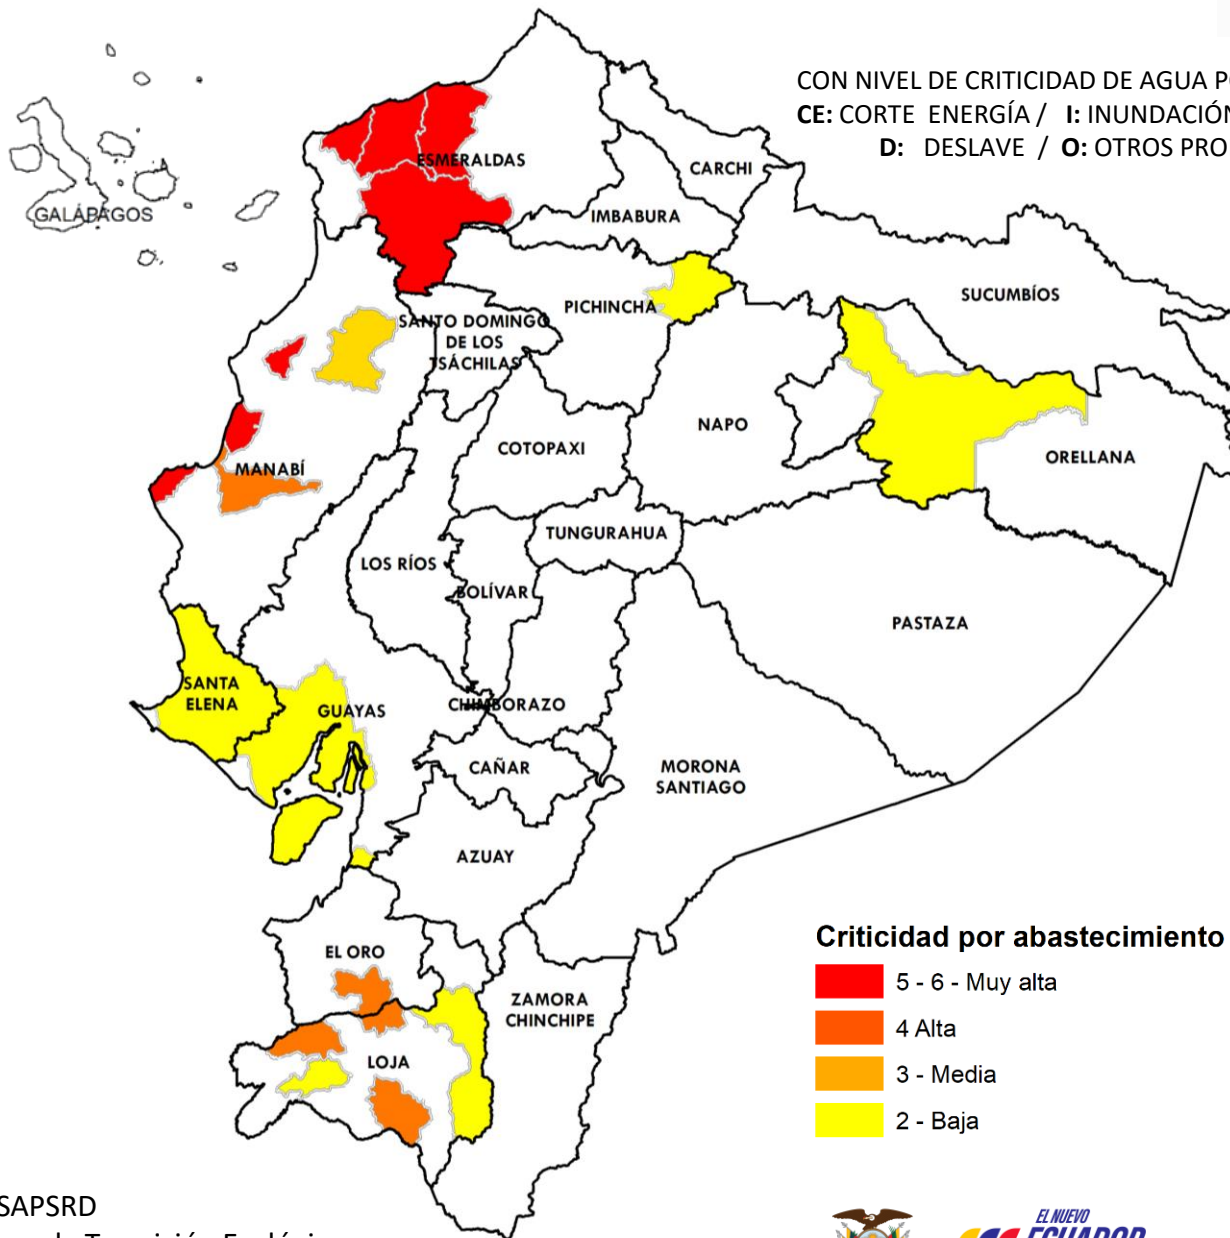 CON NIVEL DE CRITICIDAD DE AGUA
CE: CORTE ENERGÍA / I: INUNDACIÓN
D: DESLAVE / O: OTROS PRO
ESMERALDAS
CARCHI
IMBABURA
GALÁPAGOS
SUCUMBÍOS
PICHINCHA
SANTO DOMINGO
DE LOS
TSÁCHILAS
NAPO
COTOPAXI
ORELLANA
MANABÍ
TUNGURAHUA
LOS RÍOS
BOLÍVAR
PASTAZA
SANTA
ELENA
GUAYAS
CHIMBORAZO
CAÑAR
MORONA
SANTIAGO
AZUAY
EL ORO
ZAMORA
CHINCHIPE
LOJA
Criticidad por abastecimiento
5 - 6 - Muy alta
4 Alta
3 - Media
2 - Baja
SAPSRD
de Transición
EL NUEVO
ECUADOR